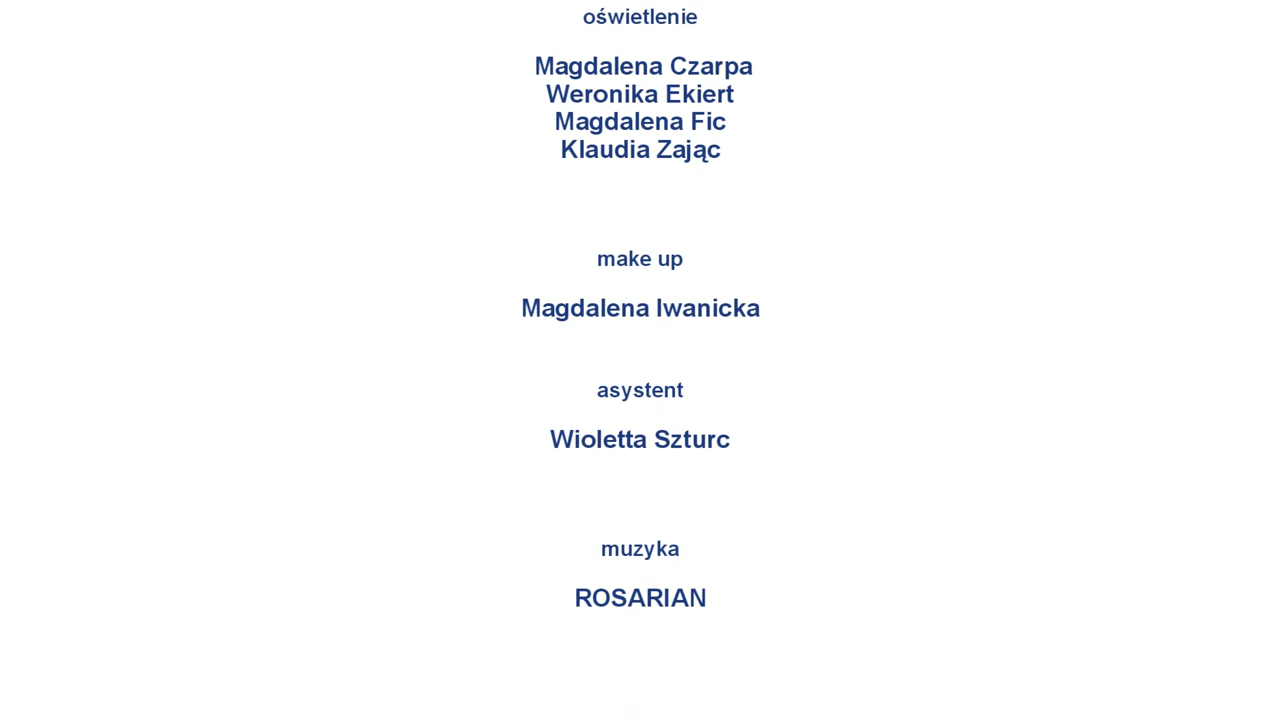 oświetlenie
Magdalena Czarpa
Weronika Ekiert
Magdalena Fic
Klaudia Zając
make up
Magdalena Iwanicka
asystent
Wioletta Szturc
muzyka
ROSARIAN